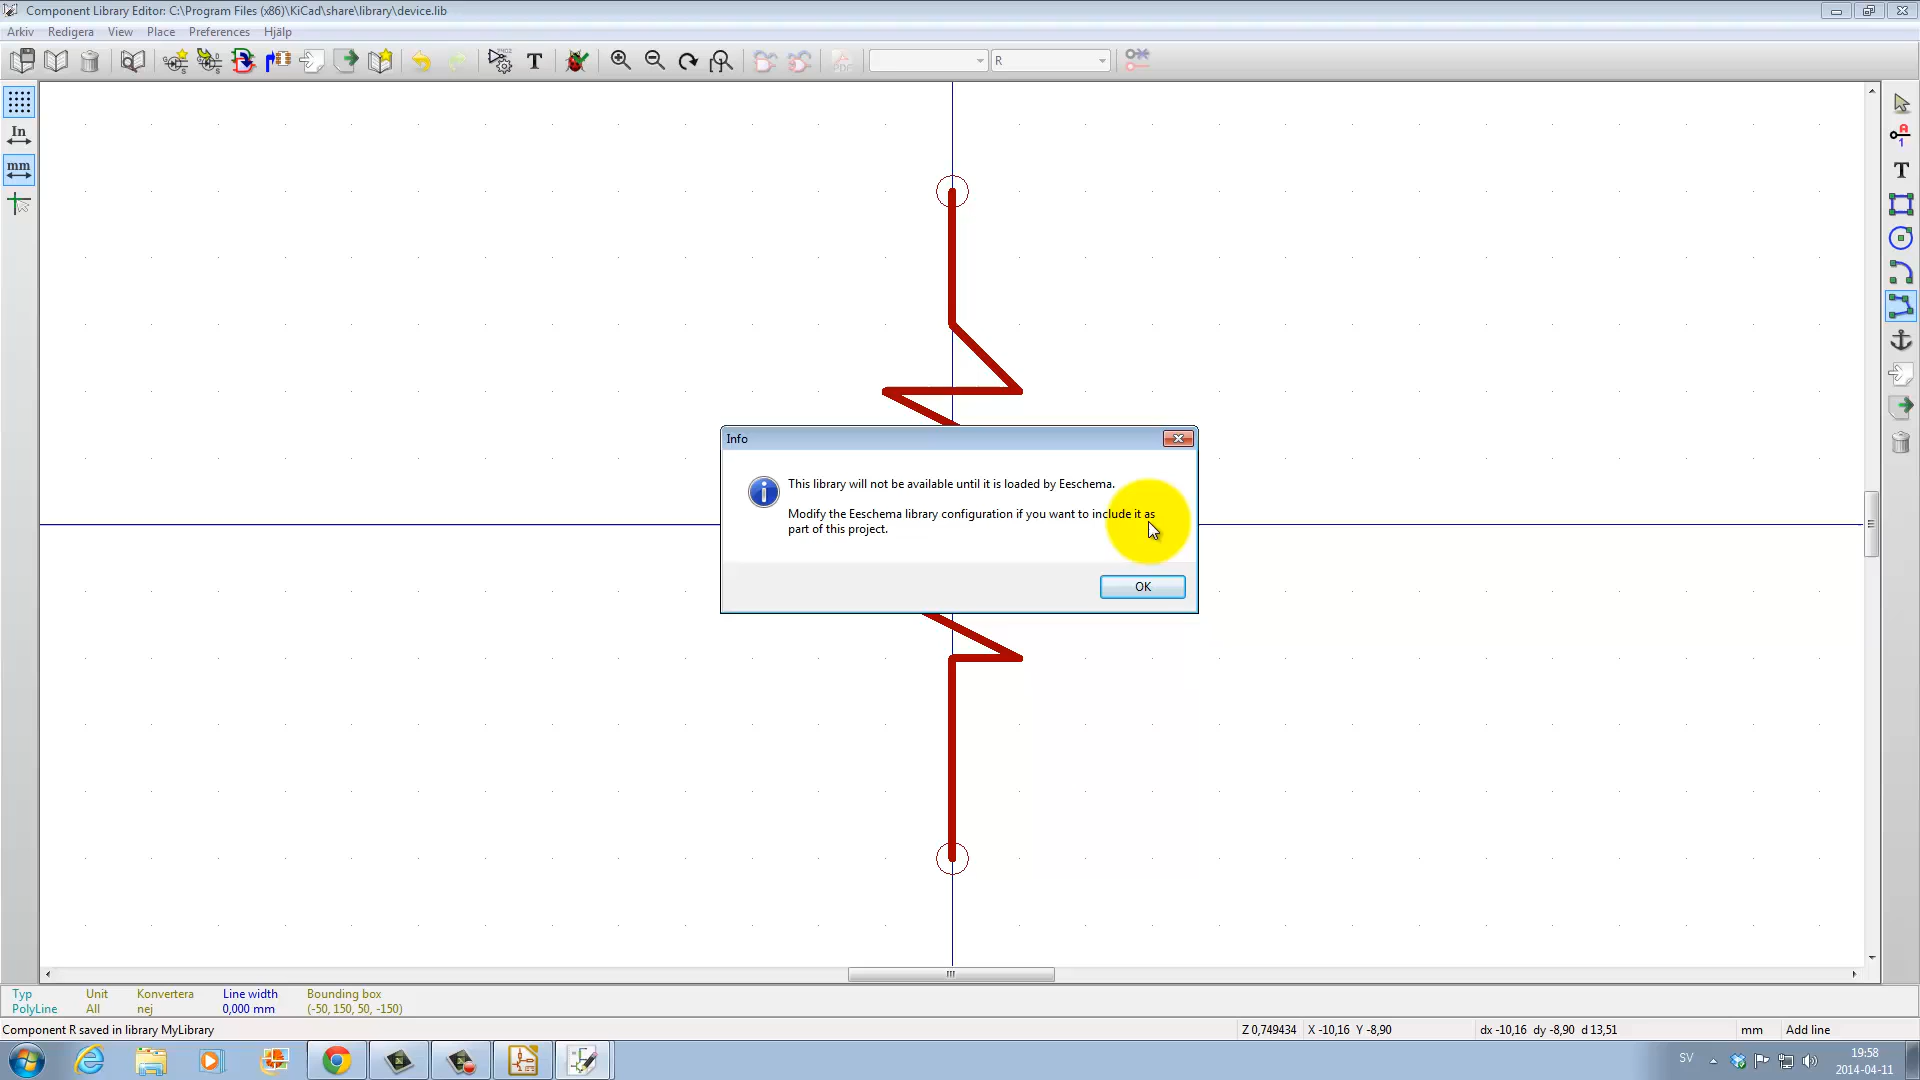 Component Library Editor: C:\Program Files (x86)\KiCad\share\library\device.lib
Arkiv Redigera View Place Preferences Hjälp
T R
In
mm
A
1
T
Info
This library will not be available until it is loaded by Eeschema.
Modify the Eeschema library configuration if you want to include it as
part of this project.
OK
Typ Unit Konvertera Line width Bounding box
PolyLine All nej 0,000 mm (-50, 150, 50, -150)
Component R saved in library MyLibrary Z 0,749434 X -10,16 Y -8,90 dx -10,16 dy -8,90 d 13,51 mm Add line
SV 19:58
2014-04-11